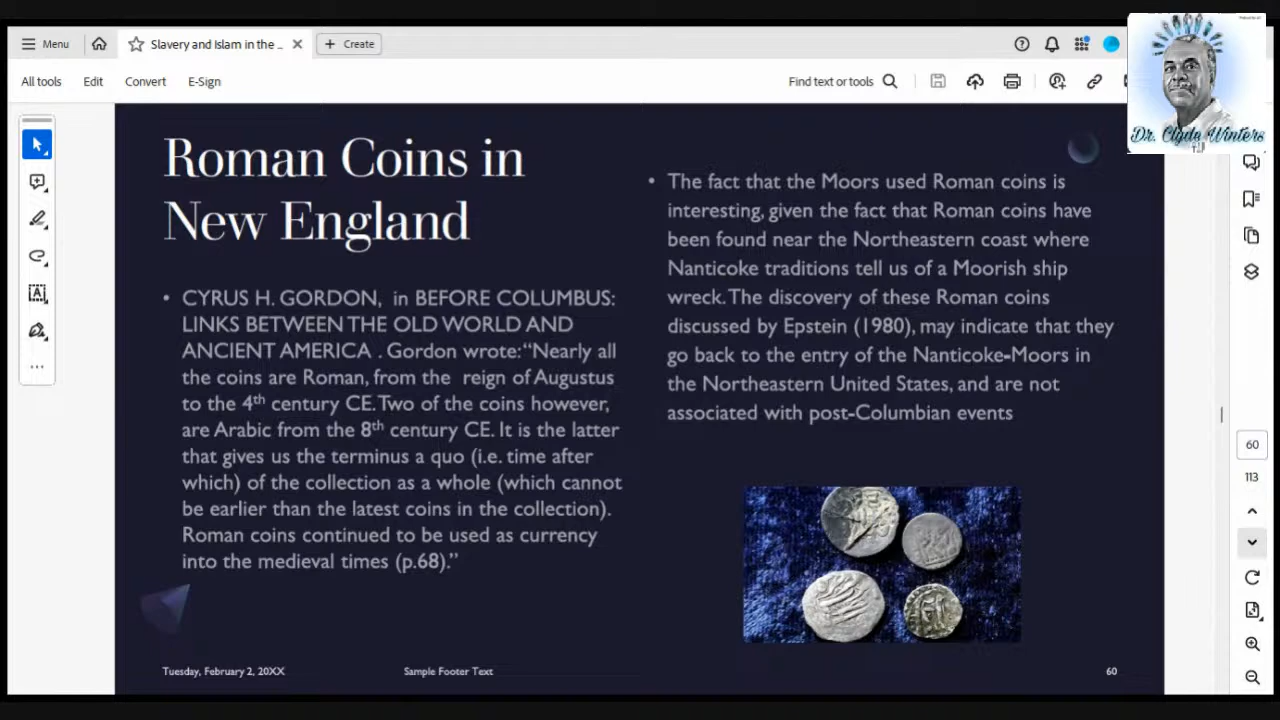 Menu
Slavery and Islam in the ...
Create
All tools
Edit
Convert
E-Sign
Find text or tools
Dr. Clyde Winters
Roman Coins in
New England
• CYRUS H. GORDON, in BEFORE COLUMBUS:
LINKS BETWEEN THE OLD WORLD AND
ANCIENT AMERICA . Gordon wrote:“Nearly all
the coins are Roman, from the reign of Augustus
to the 4th century CE. Two of the coins however,
are Arabic from the 8th century CE. It is the latter
that gives us the terminus a quo (i.e. time after
which) of the collection as a whole (which cannot
be earlier than the latest coins in the collection).
Roman coins continued to be used as currency
into the medieval times (p.68).”
• The fact that the Moors used Roman coins is
interesting, given the fact that Roman coins have
been found near the Northeastern coast where
Nanticoke traditions tell us of a Moorish ship
wreck. The discovery of these Roman coins
discussed by Epstein (1980), may indicate that they
go back to the entry of the Nanticoke-Moors in
the Northeastern United States, and are not
associated with post-Columbian events
Tuesday, February 2, 20XX
Sample Footer Text
60
60
113